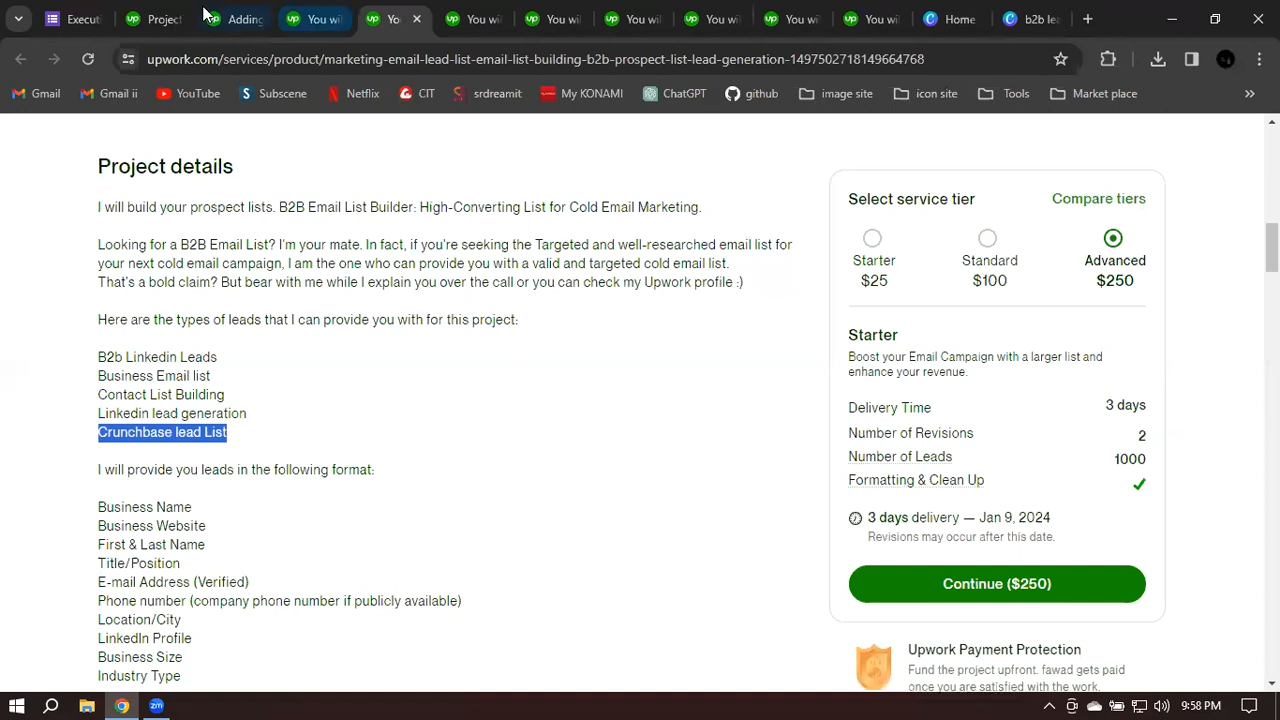 Executi
Project
Adding
You wi
Yo
You wi
You wi
You wi
You wi
You wi
You wi
Home
b2b le
upwork.com/services/product/marketing-email-lead-list-email-list-building-b2b-prospect-list-lead-generation-1497502718149664768
Gmail
Gmail ii
YouTube
Subscene
Netflix
CIT
srdreamit
My KONAMI
ChatGPT
github
image site
icon site
Tools
Market place
Project details
I will build your prospect lists. B2B Email List Builder: High-Converting List for Cold Email Marketing.
Looking for a B2B Email List? I'm your mate. In fact, if you're seeking the Targeted and well-researched email list for
your next cold email campaign, I am the one who can provide you with a valid and targeted cold email list.
That's a bold claim? But bear with me while I explain you over the call or you can check my Upwork profile :)
Here are the types of leads that I can provide you with for this project:
B2b Linkedin Leads
Business Email list
Contact List Building
Linkedin lead generation
Crunchbase lead List
I will provide you leads in the following format:
Business Name
Business Website
First & Last Name
Title/Position
E-mail Address (Verified)
Phone number (company phone number if publicly available)
Location/City
LinkedIn Profile
Business Size
Industry Type
Select service tier
Compare tiers
Starter
$25
Standard
$100
Advanced
$250
Starter
Boost your Email Campaign with a larger list and
enhance your revenue.
Delivery Time 3 days
Number of Revisions 2
Number of Leads 1000
Formatting & Clean Up
3 days delivery — Jan 9, 2024
Revisions may occur after this date.
Continue ($250)
Upwork Payment Protection
Fund the project upfront. fawad gets paid
once you are satisfied with the work.
9:58 PM